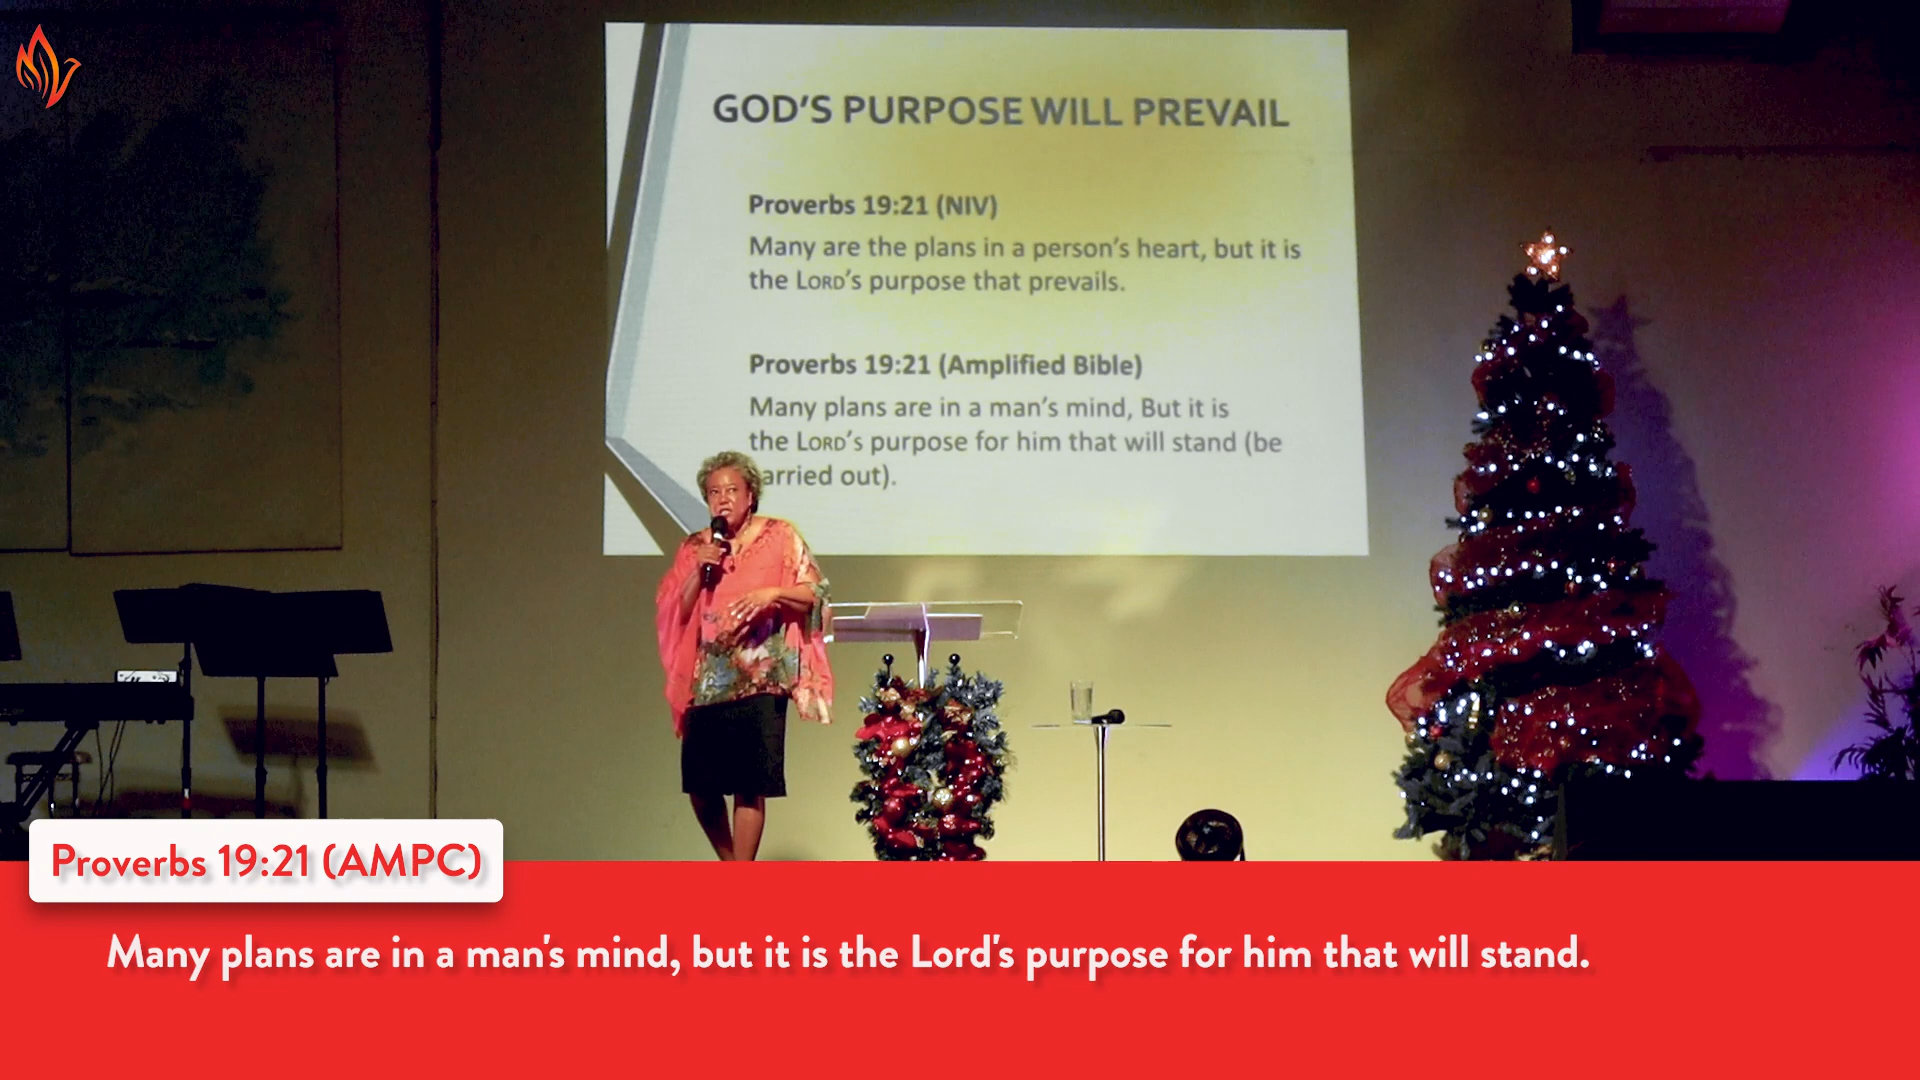 GOD'S PURPOSE WILL PREVAIL
Proverbs 19:21 (NIV)
Many are the plans in a person's heart, but it is
the LORD's purpose that prevails.
Proverbs 19:21 (Amplified Bible)
Many plans are in a man's mind, But it is
the LORD's purpose for him that will stand (be
arried out).
Proverbs 19:21 (AMPC)
Many plans are in a man's mind, but it is the Lord's purpose for him that will stand.